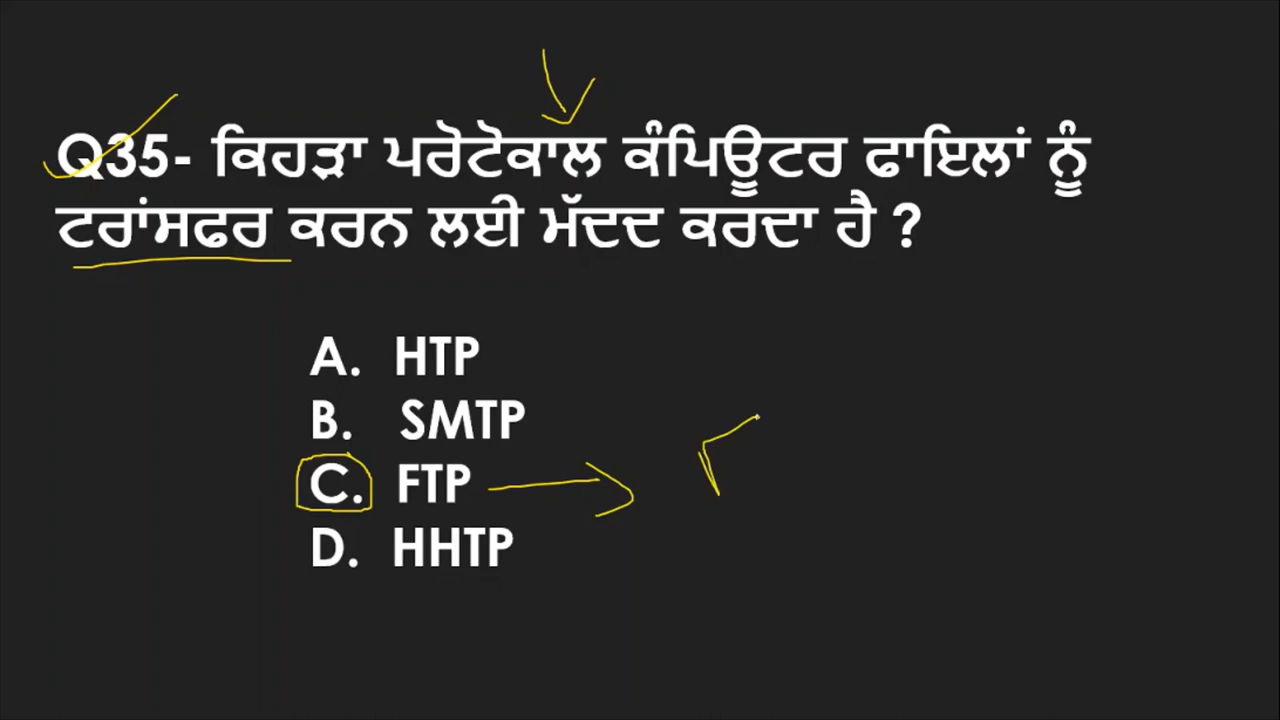 Q35- ਕਿਹੜਾ ਪਰੋਟੋਕਾਲ ਕੰਪਿਊਟਰ ਫਾਇਲਾਂ ਨੂੰ
ਟਰਾਂਸਫਰ ਕਰਨ ਲਈ ਮੱਦਦ ਕਰਦਾ ਹੈ ?
A. HTP
B. SMTP
C. FTP
D. HHTP